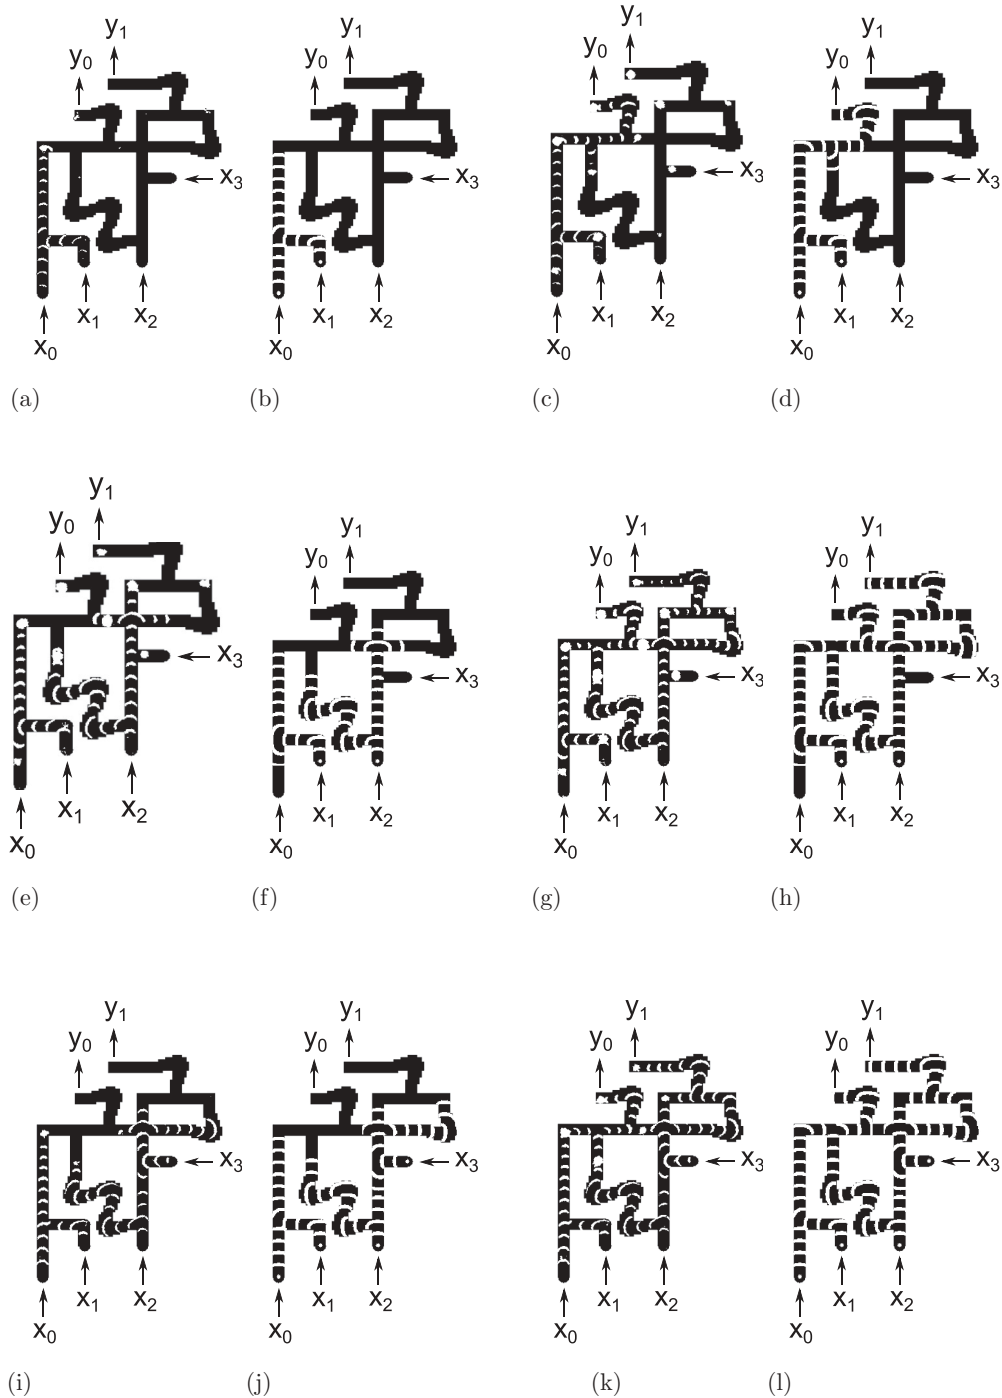 y₁ y₁ y₁ y₁
y₀ y₀ y₀ y₀
x₃ x₃ x₃ x₃
x₁ x₂ x₁ x₂ x₁ x₂ x₁ x₂
x₀ x₀ x₀ x₀
(a) (b) (c) (d)
y₁ y₁ y₁ y₁
y₀ y₀ y₀ y₀
x₃ x₃ x₃ x₃
x₁ x₂ x₁ x₂ x₁ x₂ x₁ x₂
x₀ x₀ x₀ x₀
(e) (f) (g) (h)
y₁ y₁ y₁ y₁
y₀ y₀ y₀ y₀
x₃ x₃ x₃ x₃
x₁ x₂ x₁ x₂ x₁ x₂ x₁ x₂
x₀ x₀ x₀ x₀
(i) (j) (k) (l)